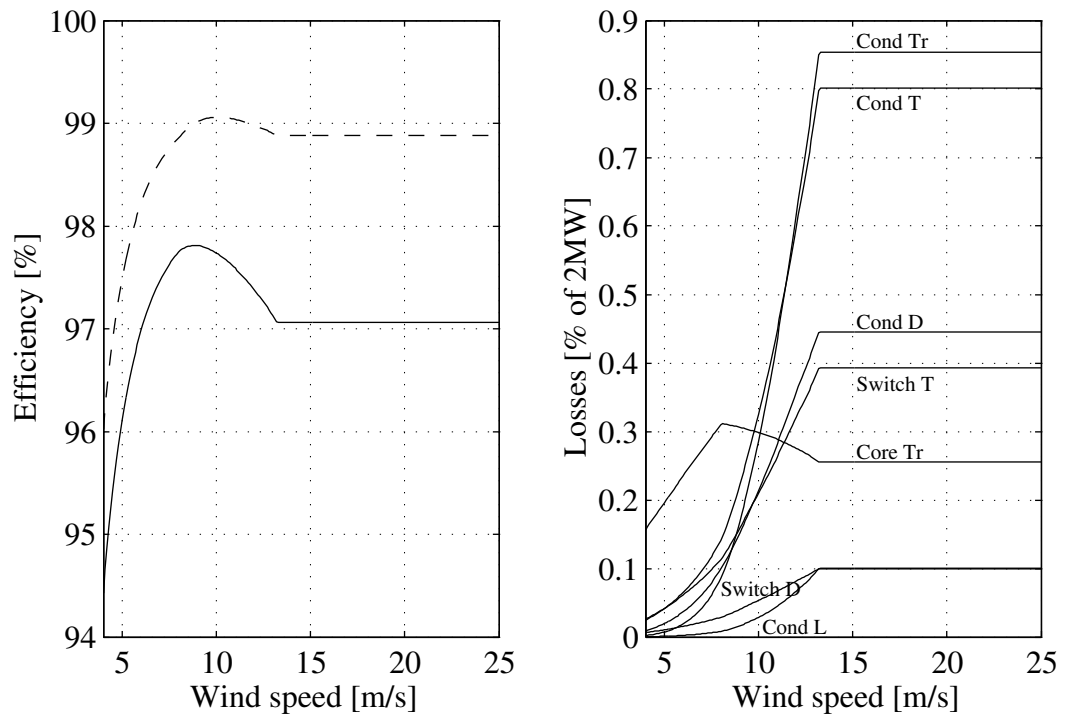 100
99
98
97
96
95
94
5
10
15
20
25
Efficiency [%]
Wind speed [m/s]
0.9
0.8
0.7
0.6
0.5
0.4
0.3
0.2
0.1
0
5
10
15
20
25
Losses [% of 2MW]
Wind speed [m/s]
Cond Tr
Cond T
Cond D
Switch T
Core Tr
Switch D
Cond L